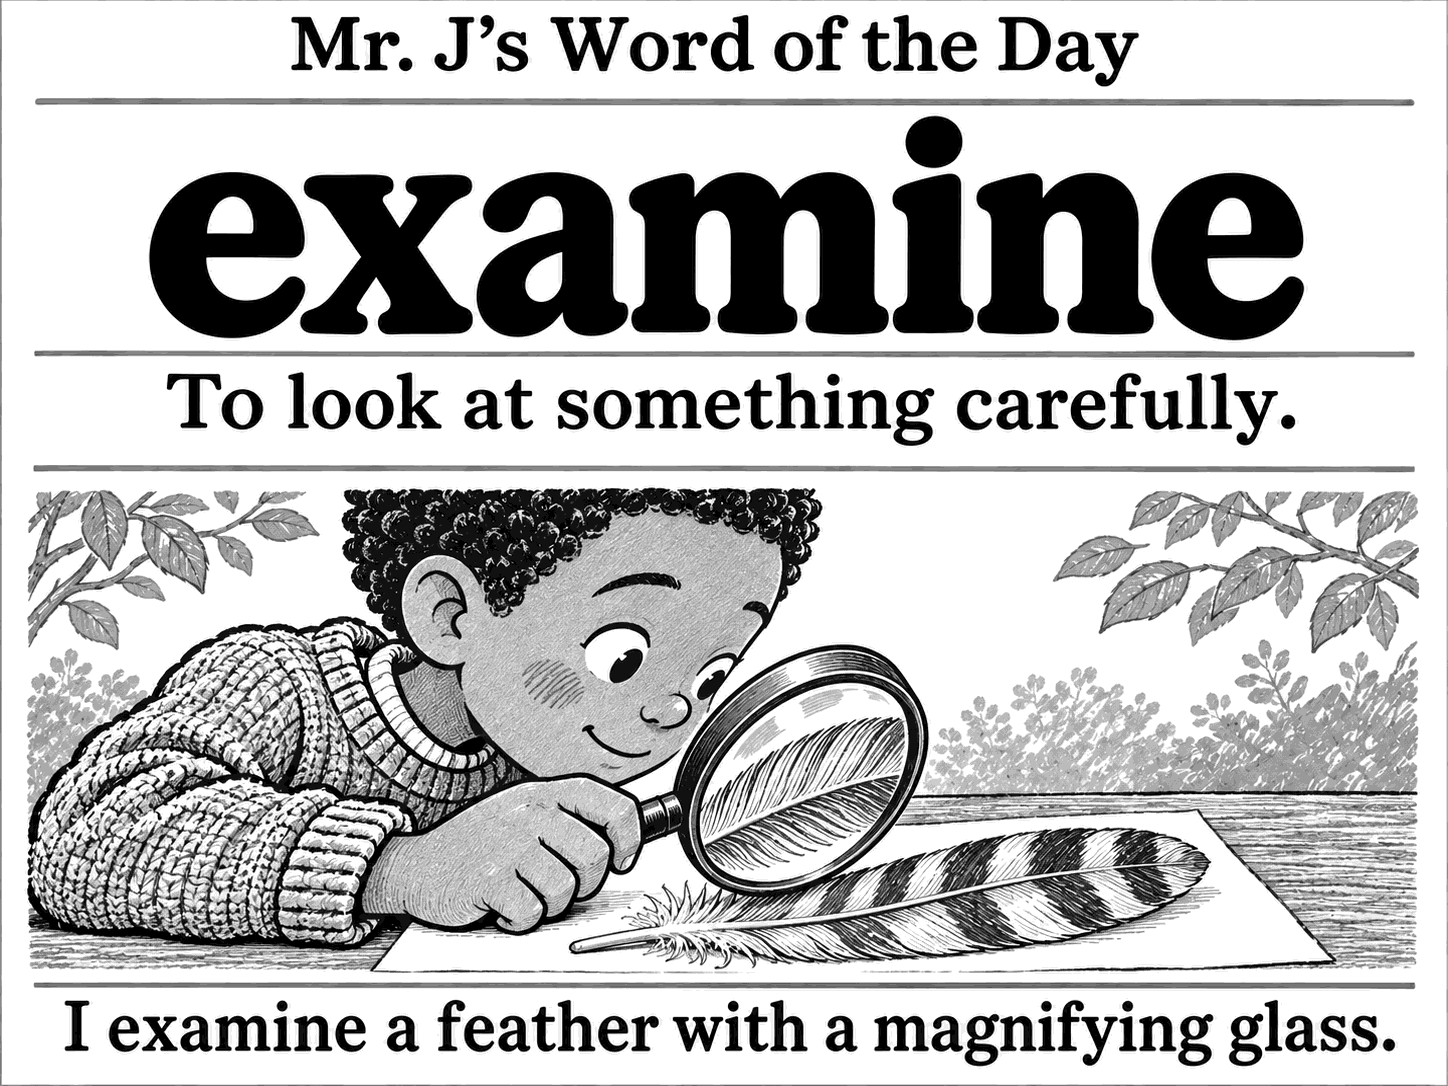 Mr. J’s Word of the Day
examine
To look at something carefully.
I examine a feather with a magnifying glass.